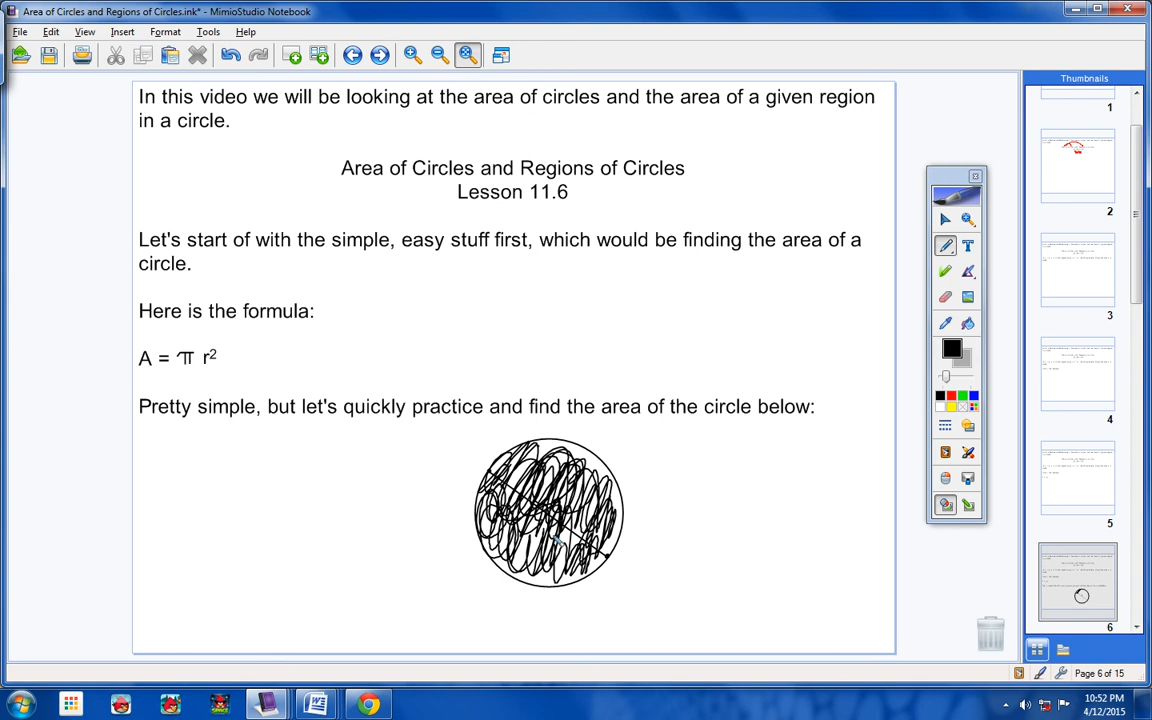 Area of Circles and Regions of Circles.ink* - MimioStudio Notebook
File Edit View Insert Format Tools Help
In this video we will be looking at the area of circles and the area of a given region
in a circle.
Area of Circles and Regions of Circles
Lesson 11.6
Let's start of with the simple, easy stuff first, which would be finding the area of a
circle.
Here is the formula:
A = π r²
Pretty simple, but let's quickly practice and find the area of the circle below:
Thumbnails
1
2
3
4
5
6
Page 6 of 15
10:52 PM
4/12/2015